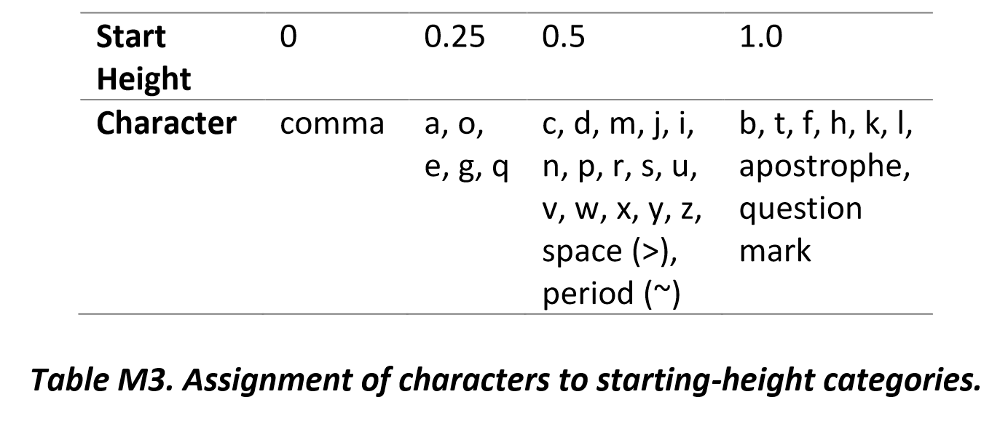 Start Height 0 0.25 0.5 1.0
Character comma a, o, e, g, q c, d, m, j, i, n, p, r, s, u, v, w, x, y, z, space (>), period (~) b, t, f, h, k, l, apostrophe, question mark
Table M3. Assignment of characters to starting-height categories.